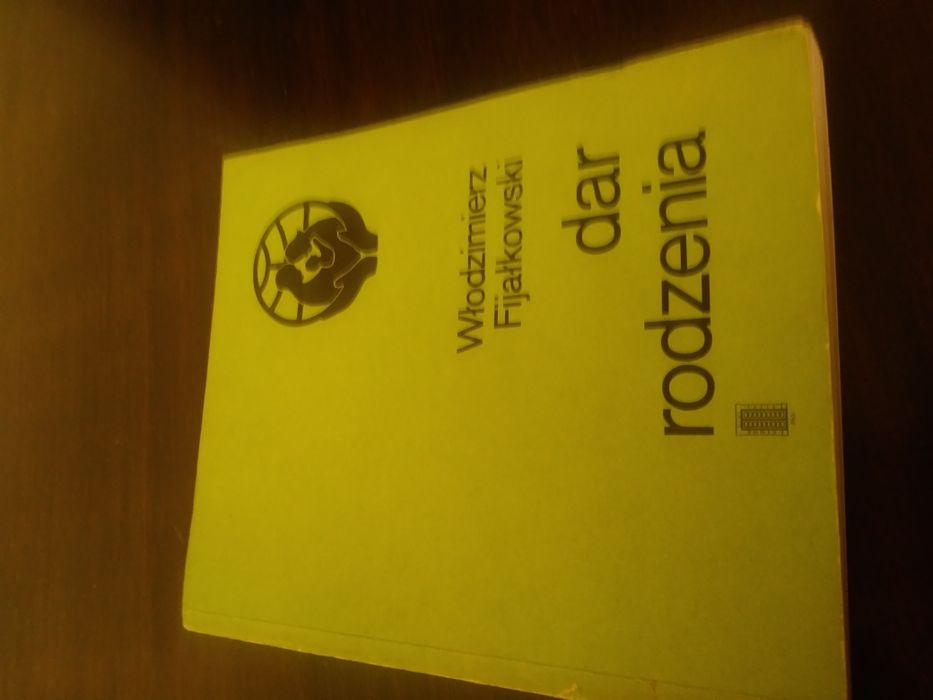 Włodzimierz
Fijałkowski
dar
rodzenia